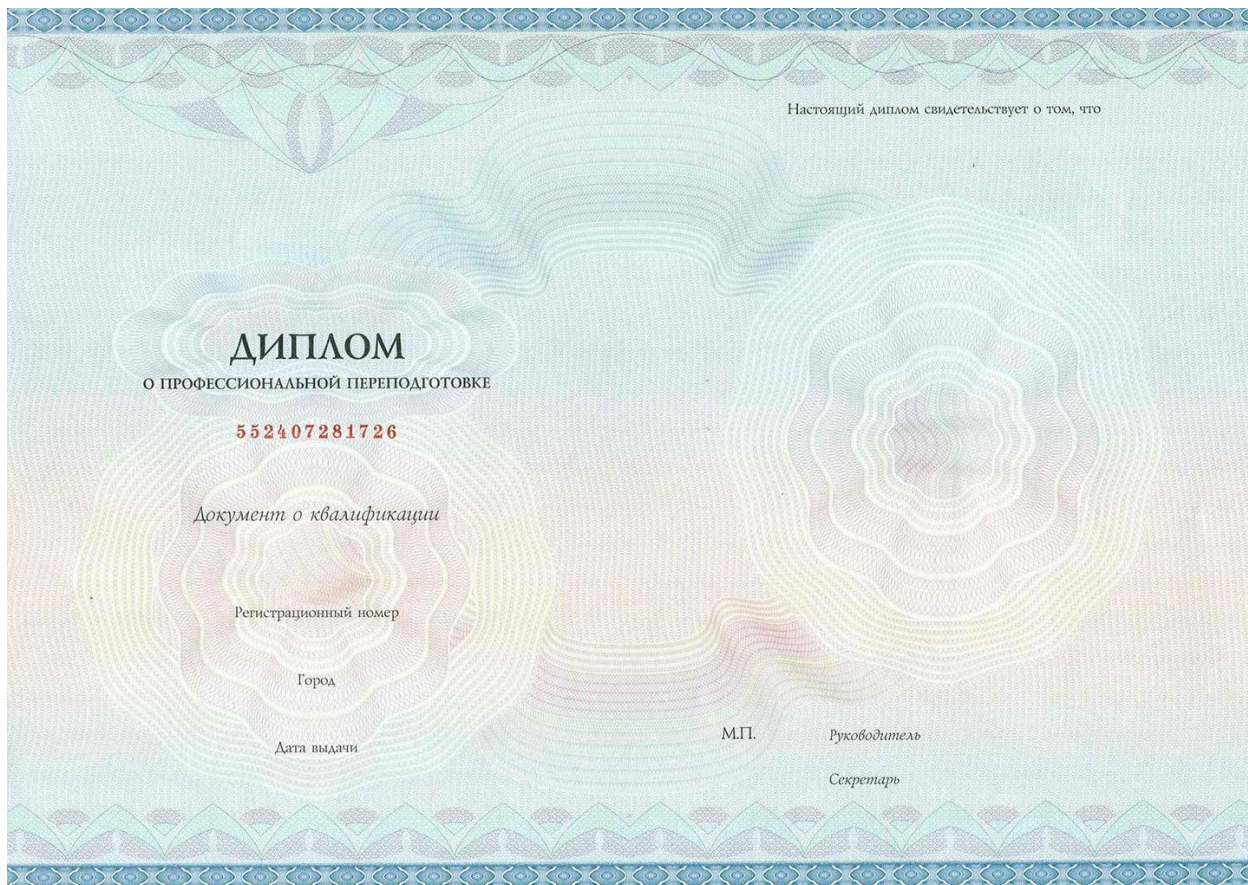 ДИПЛОМ
О ПРОФЕССИОНАЛЬНОЙ ПЕРЕПОДГОТОВКЕ
552407281726
Документ о квалификации
Регистрационный номер
Город
Дата выдачи
Настоящий диплом свидетельствует о том, что
М.П.
Руководитель
Секретарь